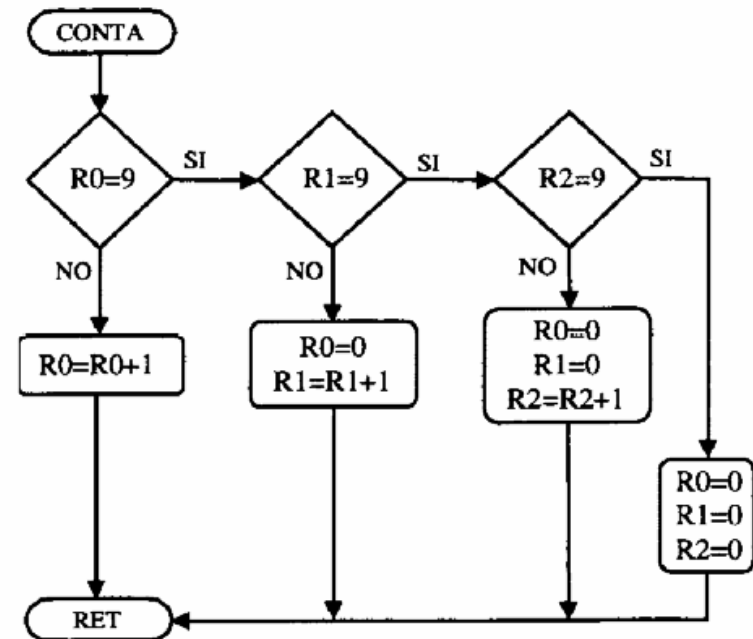 CONTA
R0=9
SI
R1=9
SI
R2=9
SI
NO
NO
NO
R0=R0+1
R0=0
R1=R1+1
R0=0
R1=0
R2=R2+1
R0=0
R1=0
R2=0
RET